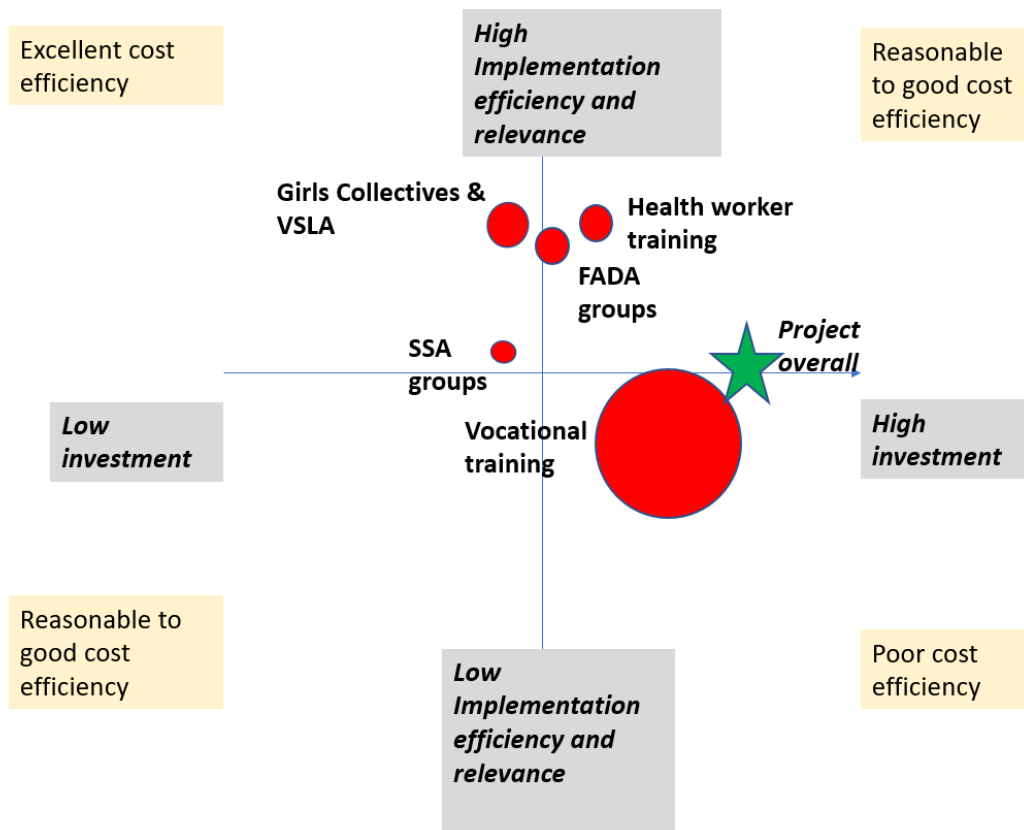 Excellent cost
efficiency
High
Implementation
efficiency and
relevance
Reasonable
to good cost
efficiency
Girls Collectives &
VSLA
Health worker
training
FADA
groups
SSA
groups
Project
overall
Low
investment
Vocational
training
High
investment
Reasonable to
good cost
efficiency
Low
Implementation
efficiency and
relevance
Poor cost
efficiency